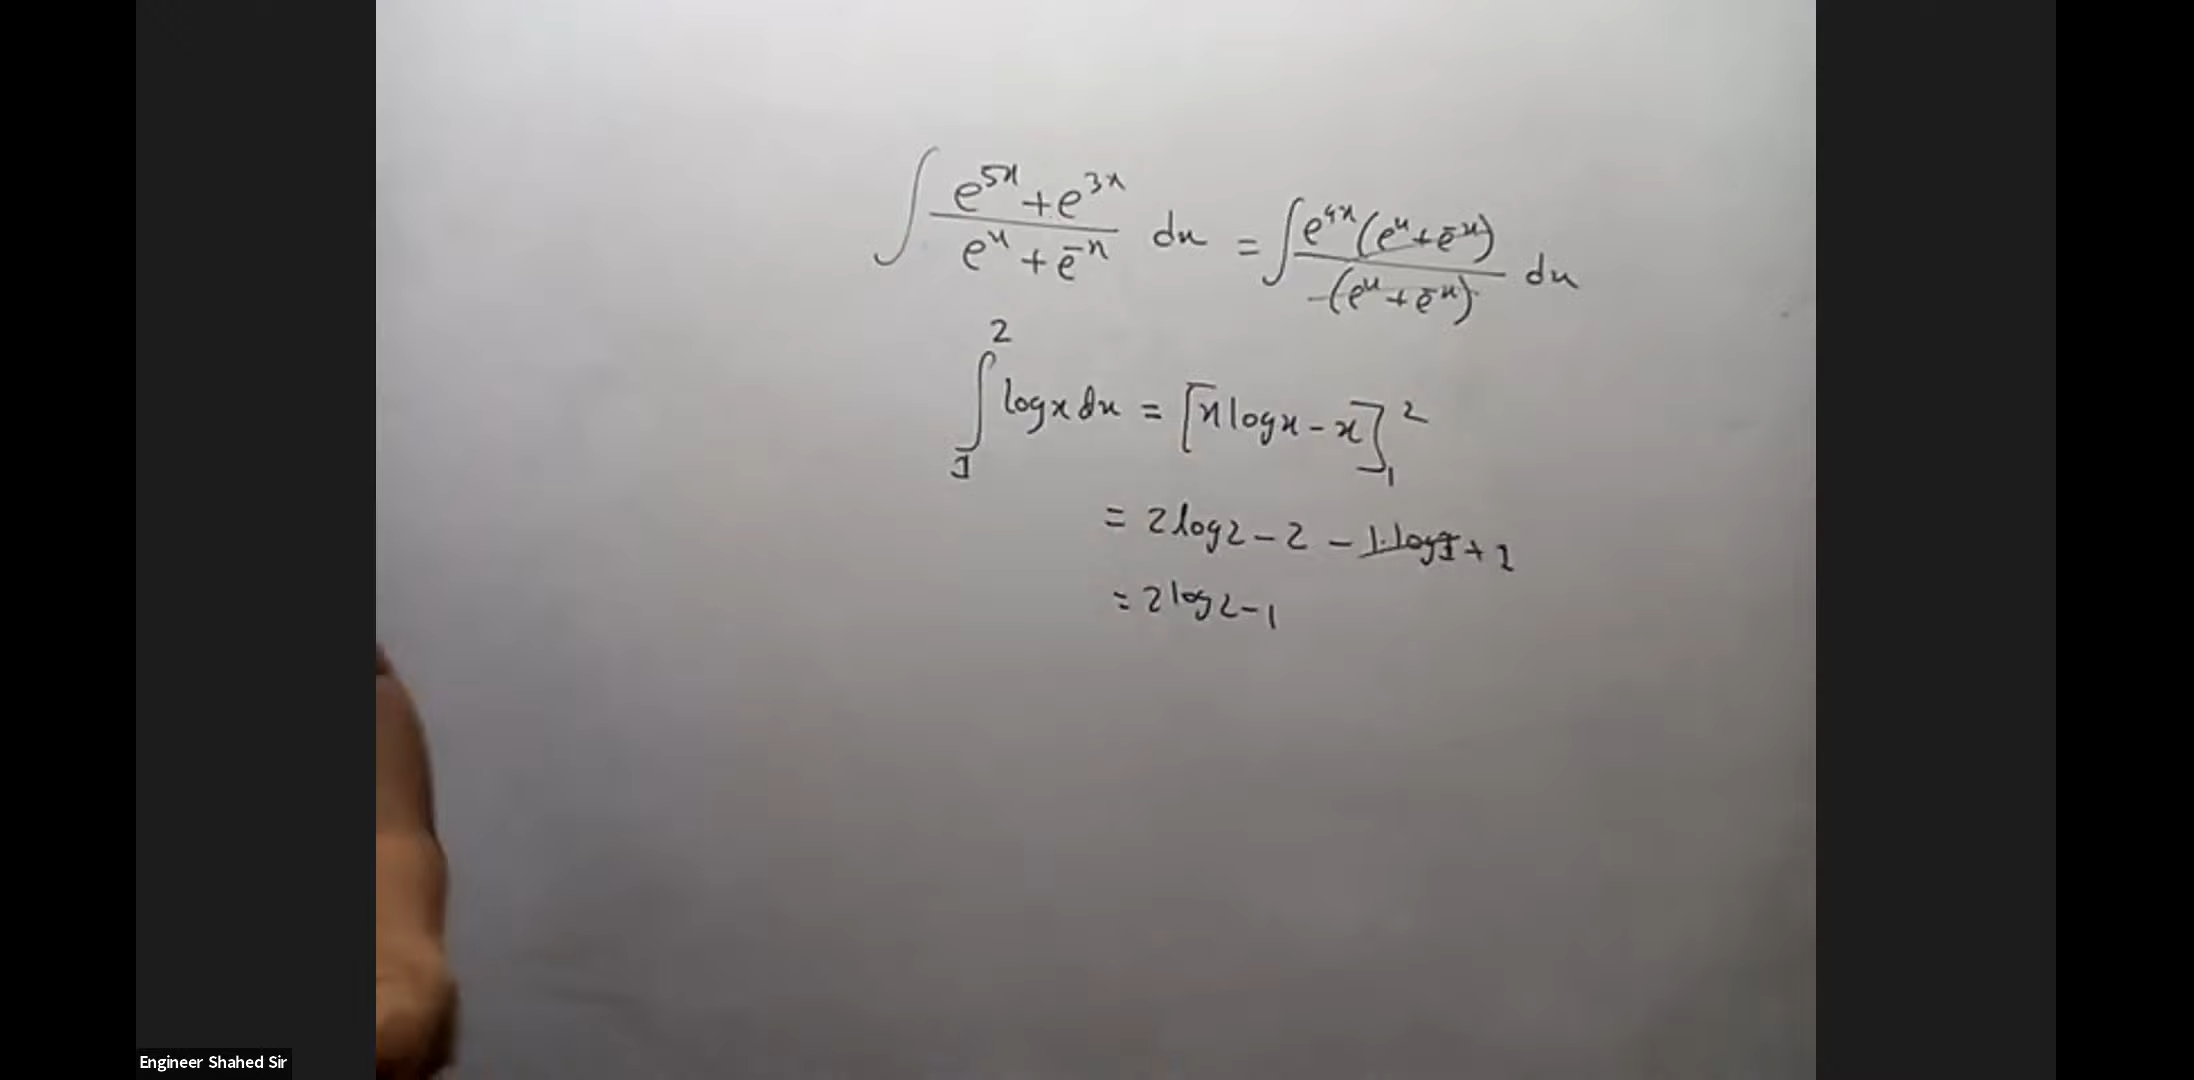 ∫ (e^{5x} + e^{3x}) / (e^x + e^{-x}) dx = ∫ e^{4x}(e^x + e^{-x}) / (e^x + e^{-x}) dx
∫_1^2 log x dx = [x log x - x]_1^2
= 2 log 2 - 2 - 1.log 1 + 1
= 2 log 2 - 1
Engineer Shahed Sir